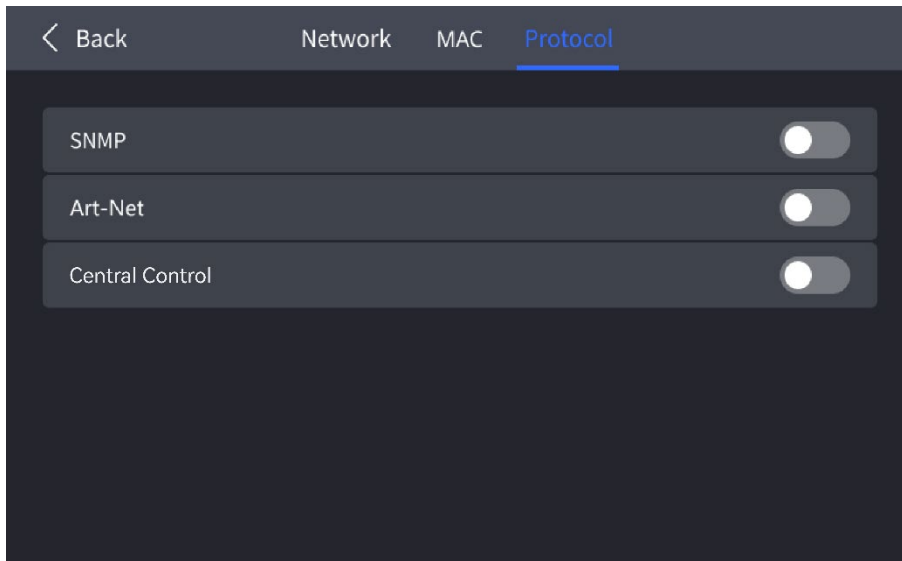 Back Network MAC Protocol
SNMP
Art-Net
Central Control